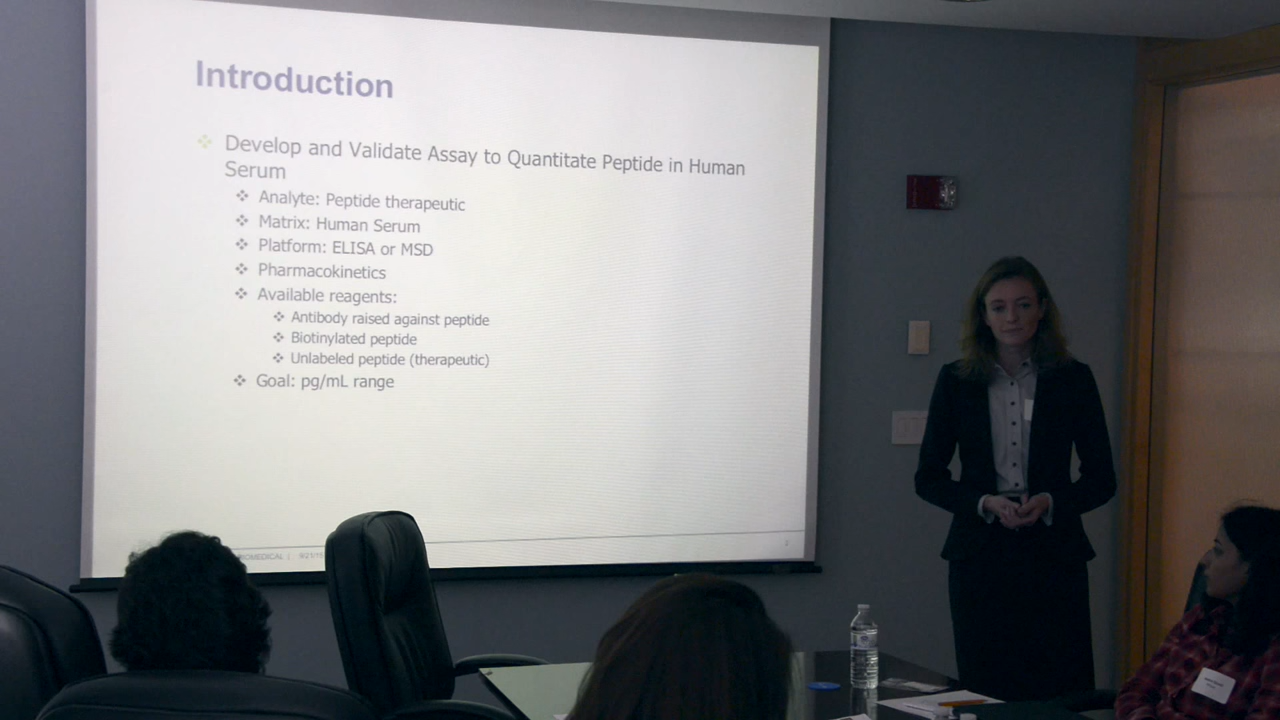 Introduction
Develop and Validate Assay to Quantitate Peptide in Human
Serum
Analyte: Peptide therapeutic
Matrix: Human Serum
Platform: ELISA or MSD
Pharmacokinetics
Available reagents:
Antibody raised against peptide
Biotinylated peptide
Unlabeled peptide (therapeutic)
Goal: pg/mL range